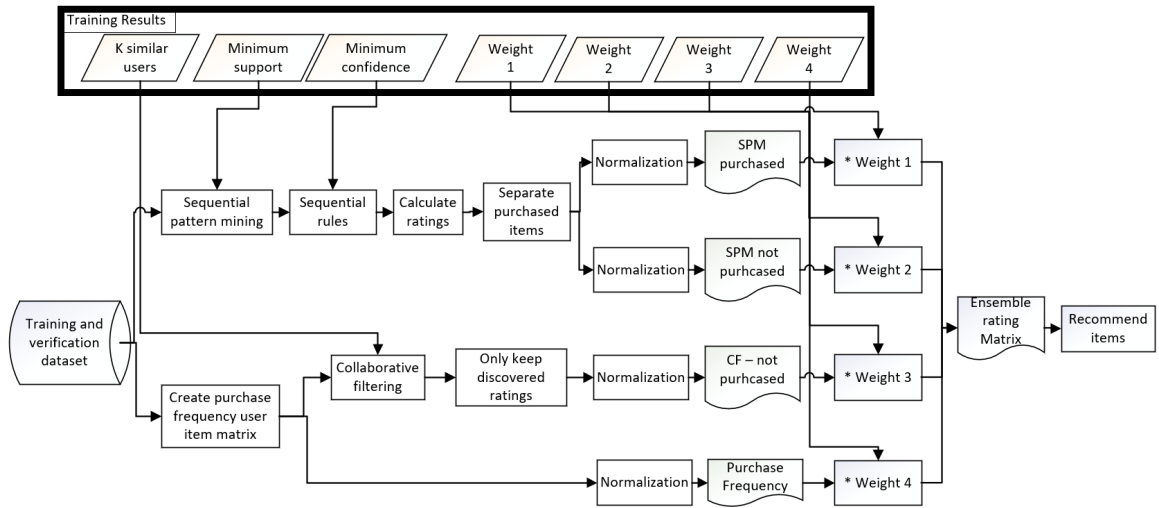 Training Results
K similar
users
Minimum
support
Minimum
confidence
Weight
1
Weight
2
Weight
3
Weight
4
Normalization
SPM
purchased
* Weight 1
Sequential
pattern mining
Sequential
rules
Calculate
ratings
Separate
purchased
items
Normalization
SPM not
purhcased
* Weight 2
Training and
verification
dataset
Ensemble
rating
Matrix
Recommend
items
Collaborative
filtering
Only keep
discovered
ratings
Normalization
CF – not
purhcased
* Weight 3
Create purchase
frequency user
item matrix
Normalization
Purchase
Frequency
* Weight 4